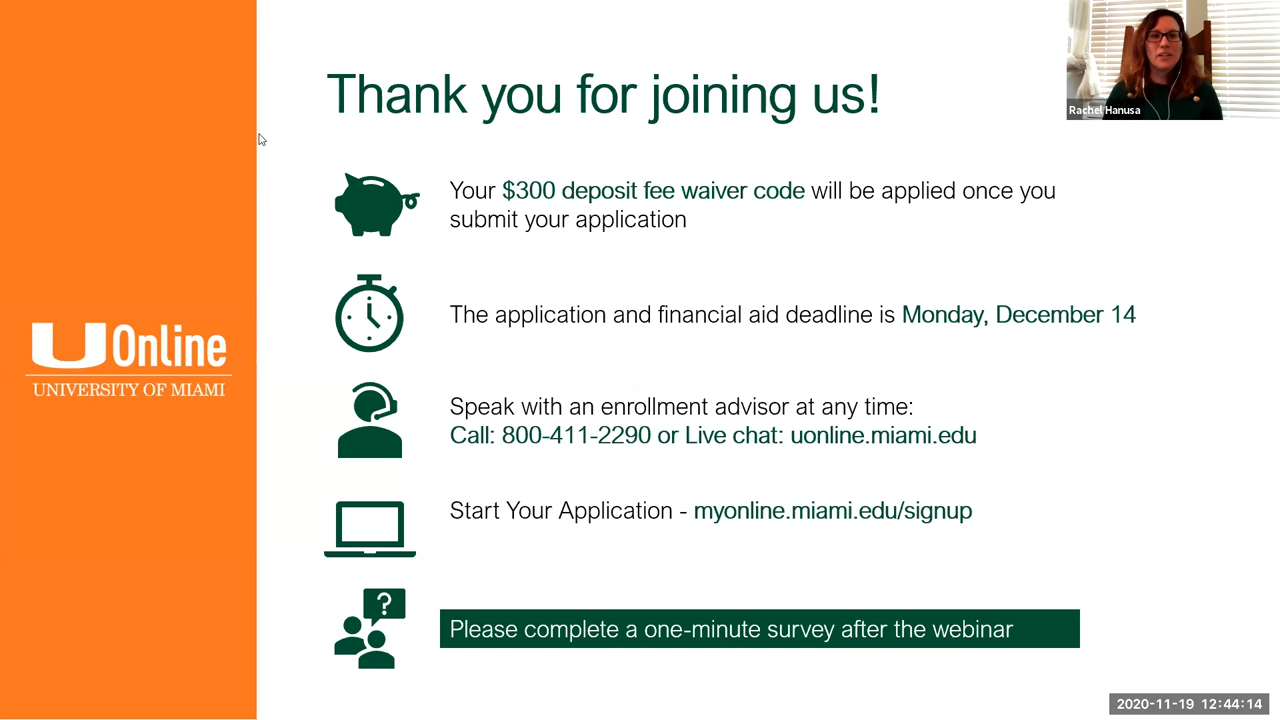 Thank you for joining us!
Rachel Hanusa
Your $300 deposit fee waiver code will be applied once you
submit your application
The application and financial aid deadline is Monday, December 14
U Online
UNIVERSITY OF MIAMI
Speak with an enrollment advisor at any time:
Call: 800-411-2290 or Live chat: uonline.miami.edu
Start Your Application - myonline.miami.edu/signup
?
Please complete a one-minute survey after the webinar
2020-11-19 12:44:14